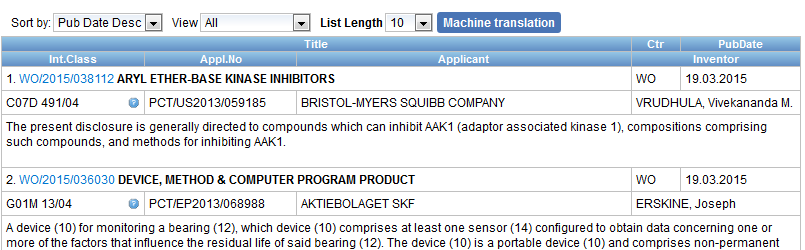 Sort by: Pub Date Desc View All List Length 10 Machine translation
Title Ctr PubDate
Int.Class Appl.No Applicant Inventor
1. WO/2015/038112 ARYL ETHER-BASE KINASE INHIBITORS WO 19.03.2015
C07D 491/04 ? PCT/US2013/059185 BRISTOL-MYERS SQUIBB COMPANY VRUDHULA, Vivekananda M.
The present disclosure is generally directed to compounds which can inhibit AAK1 (adaptor associated kinase 1), compositions comprising
such compounds, and methods for inhibiting AAK1.
2. WO/2015/036030 DEVICE, METHOD & COMPUTER PROGRAM PRODUCT WO 19.03.2015
G01M 13/04 ? PCT/EP2013/068988 AKTIEBOLAGET SKF ERSKINE, Joseph
A device (10) for monitoring a bearing (12), which device (10) comprises at least one sensor (14) configured to obtain data concerning one or
more of the factors that influence the residual life of said bearing (12). The device (10) is a portable device (10) and comprises non-permanent